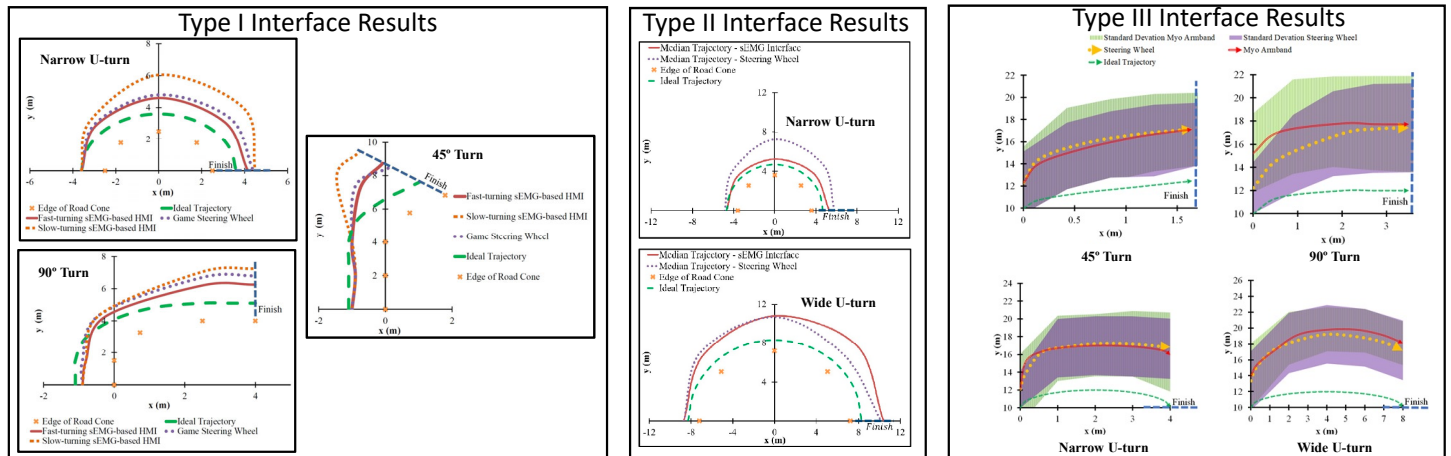 Type I Interface Results
Narrow U-turn
8
6
4
2
0
y (m)
-6
-4
-2
0
2
4
6
x (m)
Finish
Edge of Road Cone
Ideal Trajectory
Fast-turning sEMG-based HMI
Game Steering Wheel
Slow-turning sEMG-based HMI
90º Turn
8
6
4
2
0
y (m)
0
2
4
x (m)
Finish
Edge of Road Cone
Ideal Trajectory
Fast-turning sEMG-based HMI
Game Steering Wheel
Slow-turning sEMG-based HMI
45º Turn
10
8
6
4
2
0
y (m)
-2
0
2
x (m)
Finish
Fast-turning sEMG-based HMI
Slow-turning sEMG-based HMI
Game Steering Wheel
Ideal Trajectory
Edge of Road Cone
Type II Interface Results
Median Trajectory - sEMG Interface
Median Trajectory - Steering Wheel
Edge of Road Cone
Ideal Trajectory
Narrow U-turn
12
8
4
y (m)
-12
-8
-4
0
4
8
12
x (m)
Finish
Median Trajectory - sEMG Interface
Median Trajectory - Steering Wheel
Edge of Road Cone
Ideal Trajectory
Wide U-turn
12
8
4
y (m)
-12
-8
-4
0
4
8
12
x (m)
Finish
Type III Interface Results
Standard Devation Myo Armband
Standard Devation Steering Wheel
Steering Wheel
Myo Armband
Ideal Trajectory
22
20
18
16
14
12
10
y (m)
0
0.5
1
1.5
x (m)
Finish
45º Turn
22
20
18
16
14
12
10
y (m)
0
1
2
3
x (m)
Finish
90º Turn
24
22
20
18
16
14
12
10
y (m)
0
1
2
3
4
x (m)
Finish
Narrow U-turn
26
24
22
20
18
16
14
12
10
y (m)
0
1
2
3
4
5
6
7
8
x (m)
Finish
Wide U-turn